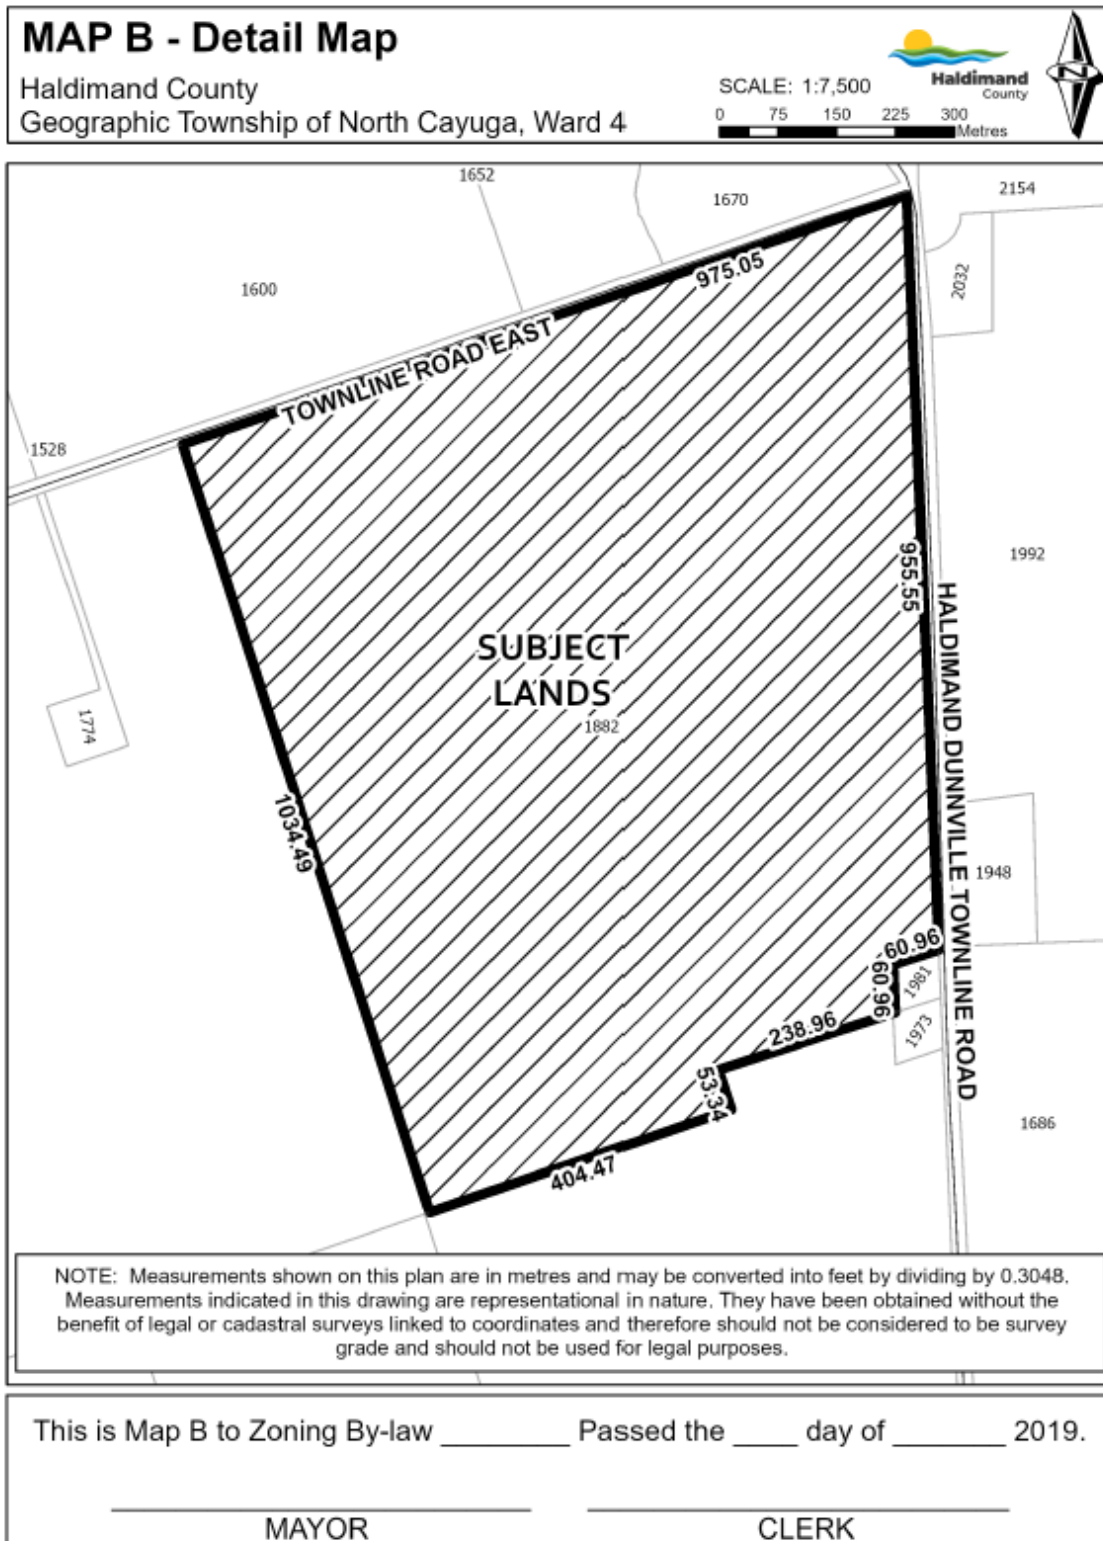 MAP B - Detail Map
Haldimand County
Geographic Township of North Cayuga, Ward 4
SCALE: 1:7,500
0 75 150 225 300
Metres
Haldimand
County
N
1652
1670
2154
1600
2032
975.05
TOWNLINE ROAD EAST
1528
955.55
1992
HALDIMAND DUNNVILLE TOWNLINE ROAD
SUBJECT
LANDS
1882
1774
1034.49
1948
60.96
60.96
1981
238.96
1973
53.34
1686
404.47
NOTE: Measurements shown on this plan are in metres and may be converted into feet by dividing by 0.3048.
Measurements indicated in this drawing are representational in nature. They have been obtained without the
benefit of legal or cadastral surveys linked to coordinates and therefore should not be considered to be survey
grade and should not be used for legal purposes.
This is Map B to Zoning By-law ________ Passed the ____ day of _______ 2019.
MAYOR
CLERK